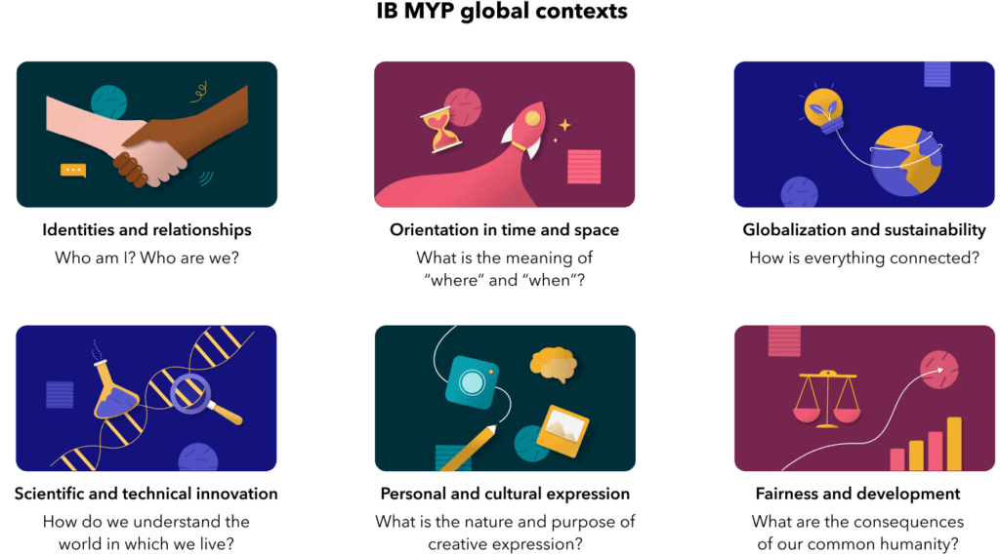 IB MYP global contexts
Identities and relationships
Who am I? Who are we?
Orientation in time and space
What is the meaning of
“where” and “when”?
Globalization and sustainability
How is everything connected?
Scientific and technical innovation
How do we understand the
world in which we live?
Personal and cultural expression
What is the nature and purpose of
creative expression?
Fairness and development
What are the consequences
of our common humanity?